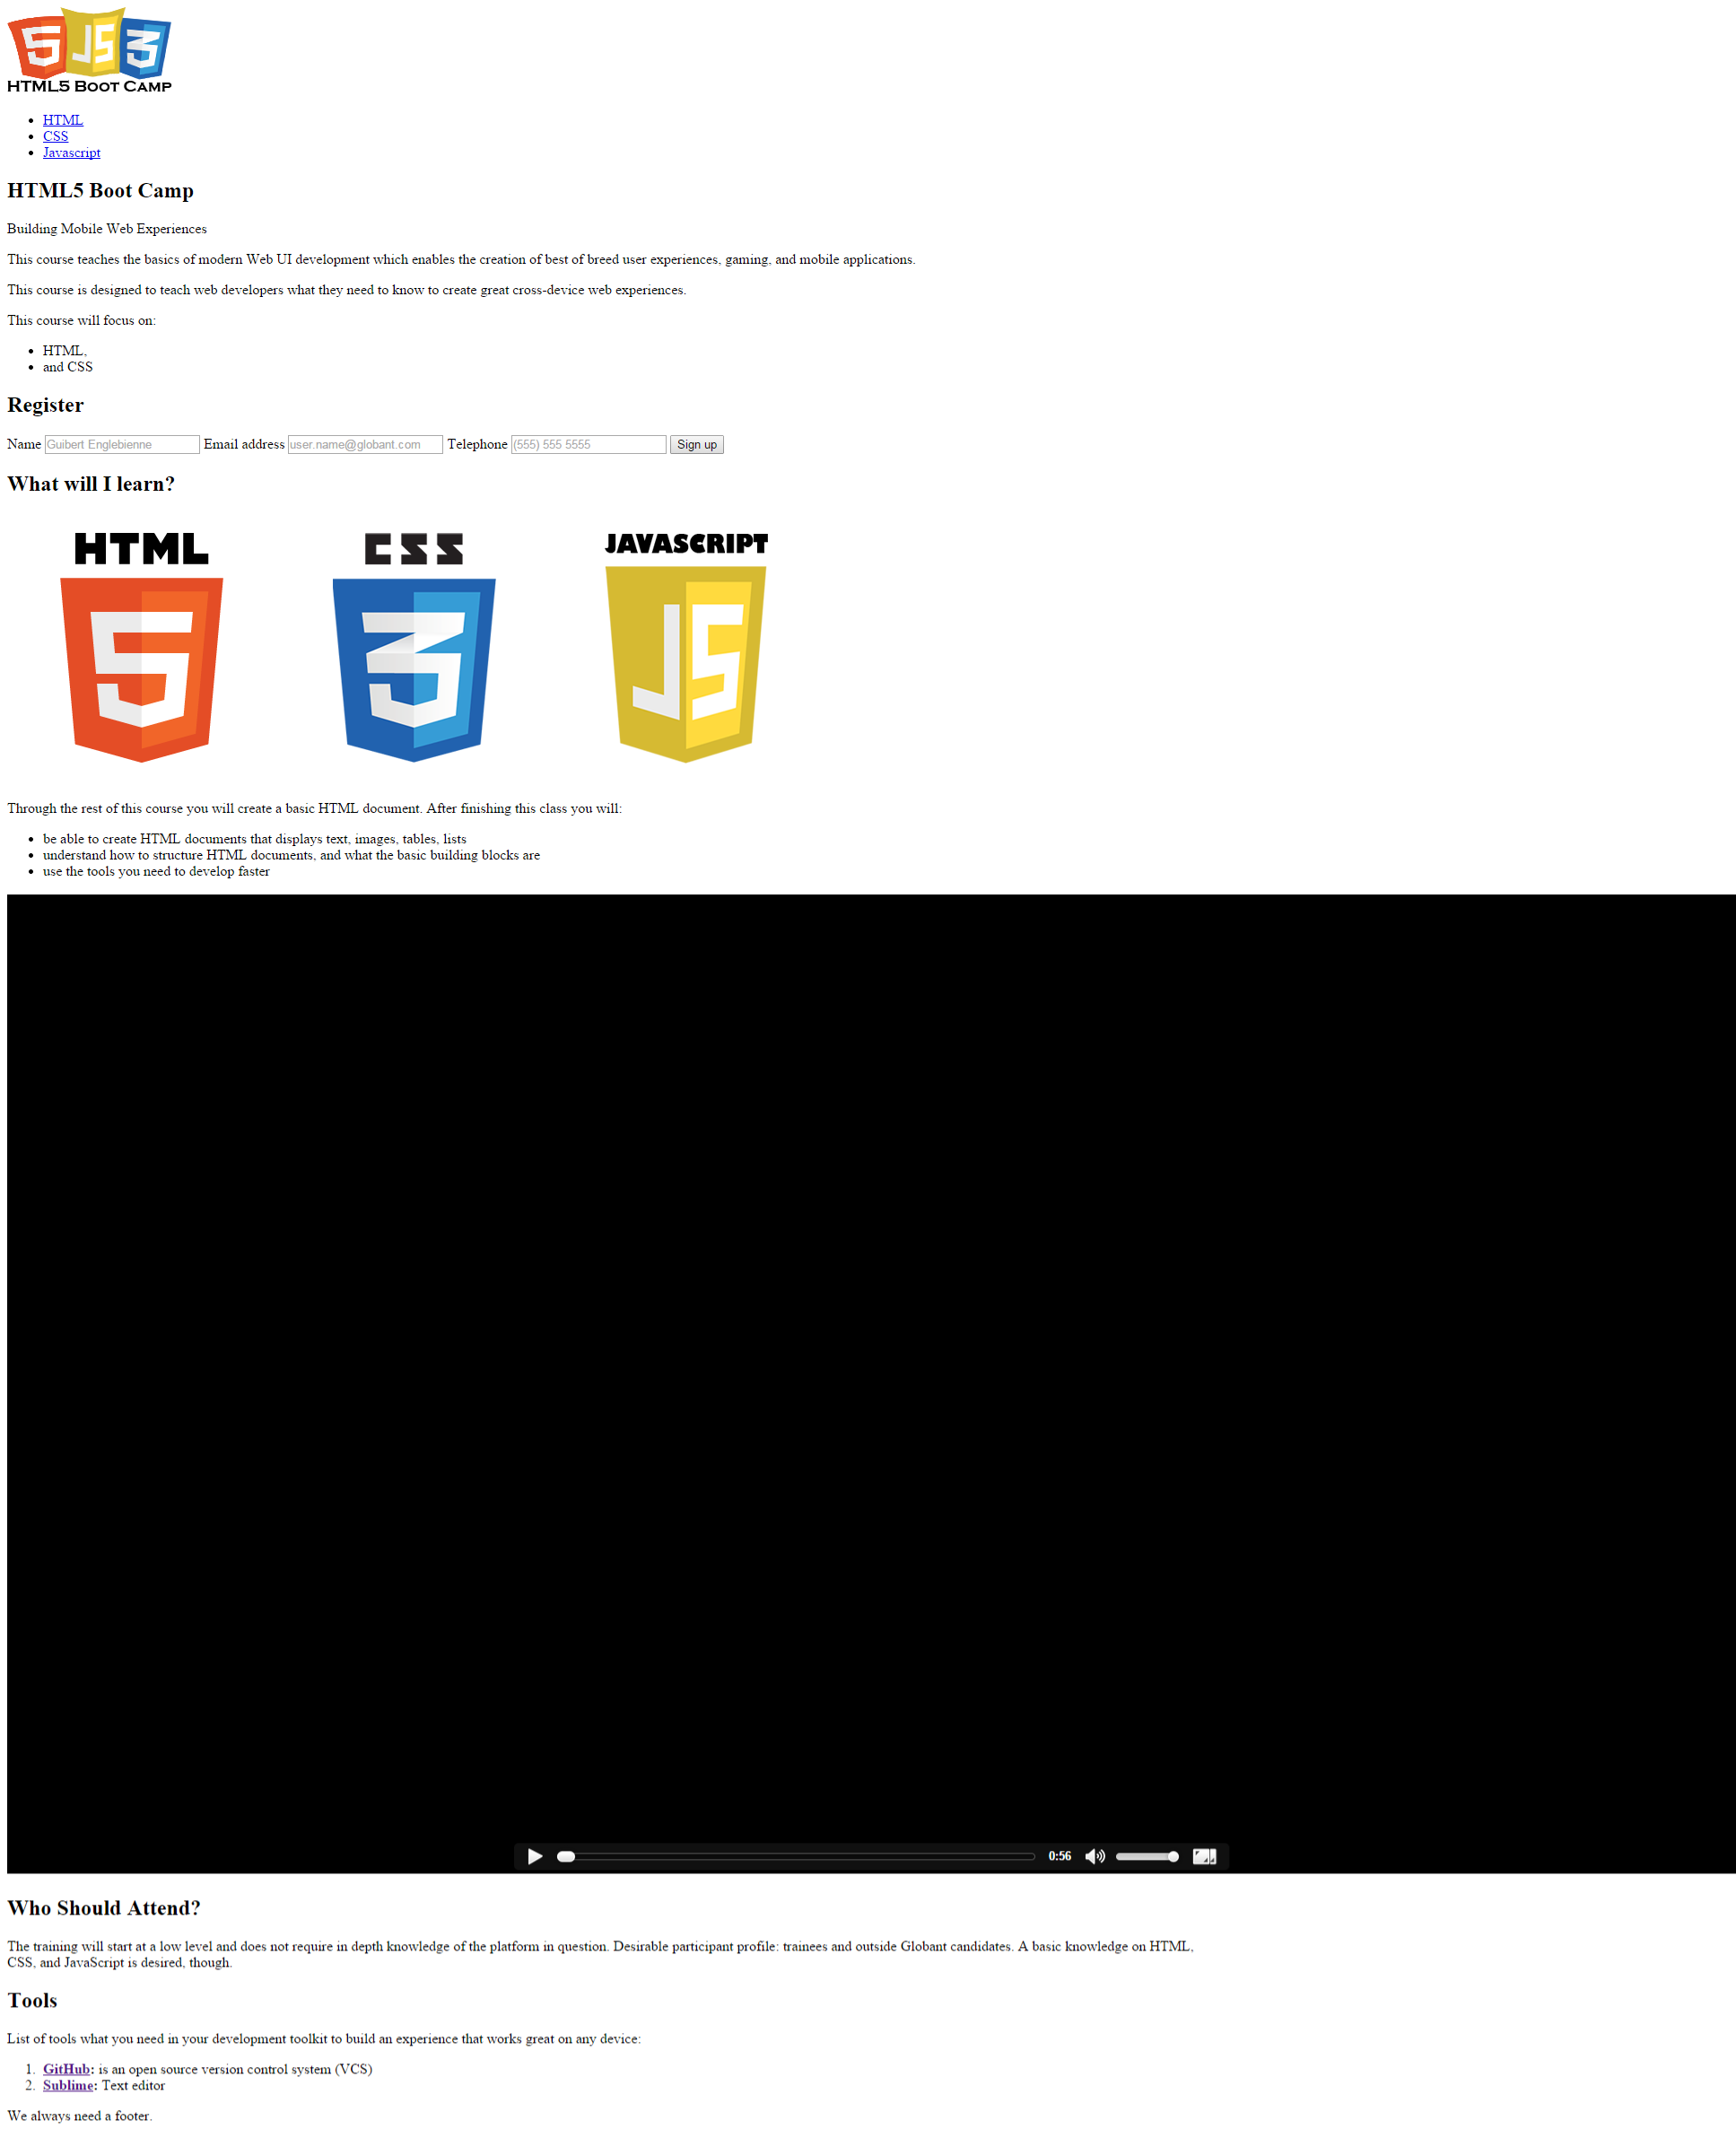 HTML5 Boot Camp
HTML
CSS
Javascript
HTML5 Boot Camp
Building Mobile Web Experiences
This course teaches the basics of modern Web UI development which enables the creation of best of breed user experiences, gaming, and mobile applications.
This course is designed to teach web developers what they need to know to create great cross-device web experiences.
This course will focus on:
HTML,
and CSS
Register
Name Guibert Englebienne Email address user.name@globant.com Telephone (555) 555 5555 Sign up
What will I learn?
HTML CSS JAVASCRIPT
5 3 JS
Through the rest of this course you will create a basic HTML document. After finishing this class you will:
be able to create HTML documents that displays text, images, tables, lists
understand how to structure HTML documents, and what the basic building blocks are
use the tools you need to develop faster
0:56
Who Should Attend?
The training will start at a low level and does not require in depth knowledge of the platform in question. Desirable participant profile: trainees and outside Globant candidates. A basic knowledge on HTML,
CSS, and JavaScript is desired, though.
Tools
List of tools what you need in your development toolkit to build an experience that works great on any device:
1. GitHub: is an open source version control system (VCS)
2. Sublime: Text editor
We always need a footer.